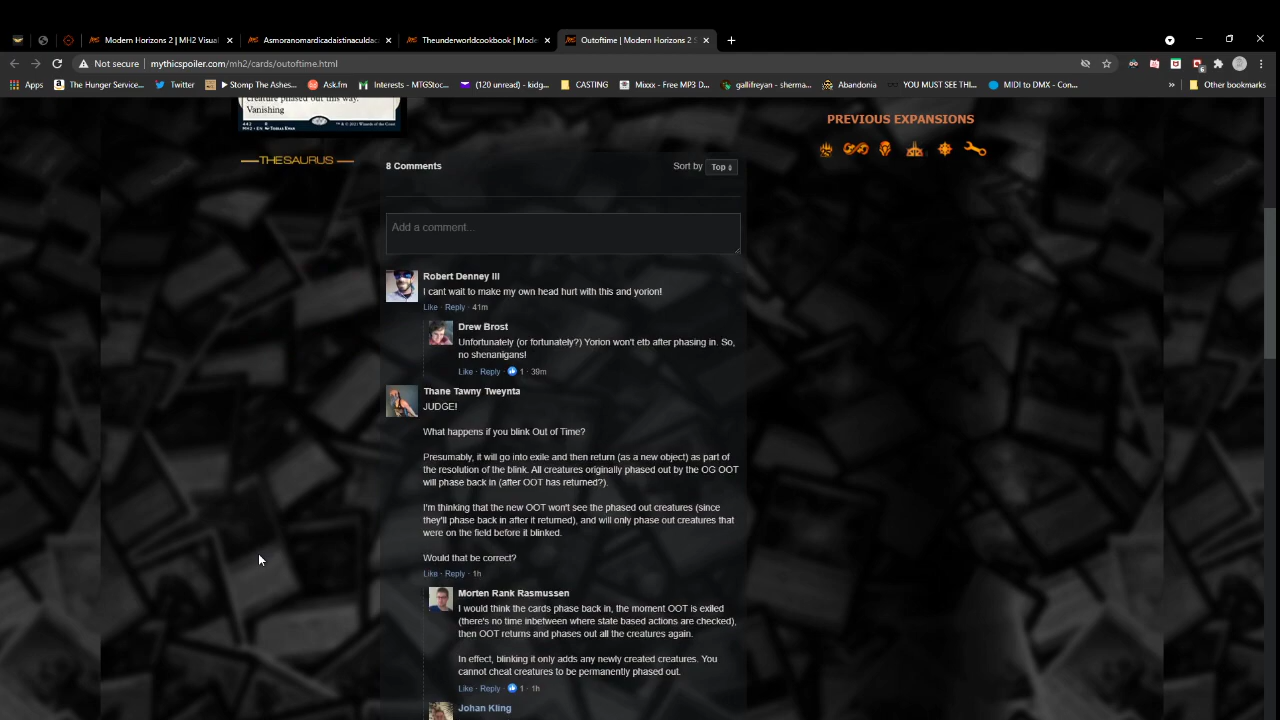 Modern Horizons 2 | MH2 Visual
Asmoranomardicadaistinaculdac
Theunderworldcookbook | Mode
Outoftime | Modern Horizons 2 S
Not secure | mythicspoiler.com/mh2/cards/outoftime.html
Apps
The Hunger Service...
Twitter
► Stomp The Ashes...
Ask.fm
Interests - MTGStoc...
(120 unread) - kidg...
CASTING
Mixxx - Free MP3 D...
gallifreyan - sherma...
Abandonia
YOU MUST SEE THI...
MIDI to DMX - Con...
»
Other bookmarks
creature phased out this way.
Vanishing
THESAURUS
PREVIOUS EXPANSIONS
8 Comments
Sort by Top
Add a comment...
Robert Denney III
I cant wait to make my own head hurt with this and yorion!
Like · Reply · 41m
Drew Brost
Unfortunately (or fortunately?) Yorion won't etb after phasing in. So,
no shenanigans!
Like · Reply · 1 · 39m
Thane Tawny Tweynta
JUDGE!
What happens if you blink Out of Time?
Presumably, it will go into exile and then return (as a new object) as part of
the resolution of the blink. All creatures originally phased out by the OG OOT
will phase back in (after OOT has returned?).
I'm thinking that the new OOT won't see the phased out creatures (since
they'll phase back in after it returned), and will only phase out creatures that
were on the field before it blinked.
Would that be correct?
Like · Reply · 1h
Morten Rank Rasmussen
I would think the cards phase back in, the moment OOT is exiled
(there's no time inbetween where state based actions are checked),
then OOT returns and phases out all the creatures again.
In effect, blinking it only adds any newly created creatures. You
cannot cheat creatures to be permanently phased out.
Like · Reply · 1 · 1h
Johan Kling